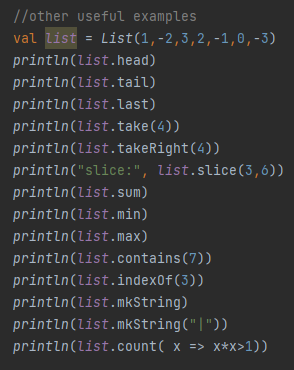 //other useful examples
val list = List(1,-2,3,2,-1,0,-3)
println(list.head)
println(list.tail)
println(list.last)
println(list.take(4))
println(list.takeRight(4))
println("slice:", list.slice(3,6))
println(list.sum)
println(list.min)
println(list.max)
println(list.contains(7))
println(list.indexOf(3))
println(list.mkString)
println(list.mkString("|"))
println(list.count( x => x*x>1))